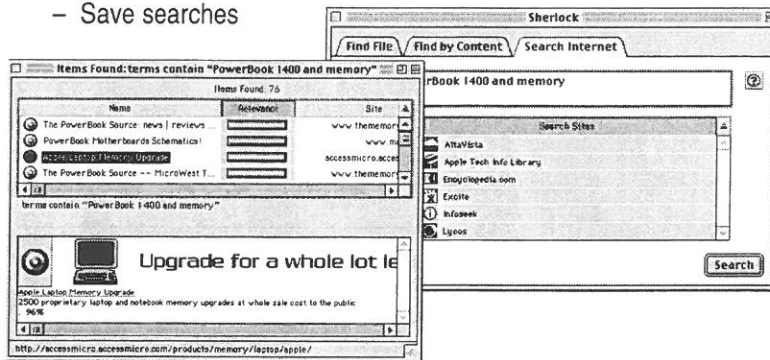 – Save searches
Sherlock
Find File
Find by Content
Search Internet
rBook 1400 and memory
Search Sites
AltaVista
Apple Tech Info Library
Encyclopedia.com
Excite
Infoseek
Lycos
Search
Items Found: terms contain "PowerBook 1400 and memory"
Items Found: 76
Name Relevance Site
The PowerBook Source: news | reviews ... www.thememor
PowerBook Motherboards Schematics! www.m
Apple Laptop Memory Upgrade accessmicro.acces
The PowerBook Source -- MicroWest T... www.thememor
terms contain "PowerBook 1400 and memory"
Upgrade for a whole lot le
Apple Laptop Memory Upgrade
2500 proprietary laptop and notebook memory upgrades at whole sale cost to the public
96%
http://accessmicro.accessmicro.com/products/memory/laptop/apple/